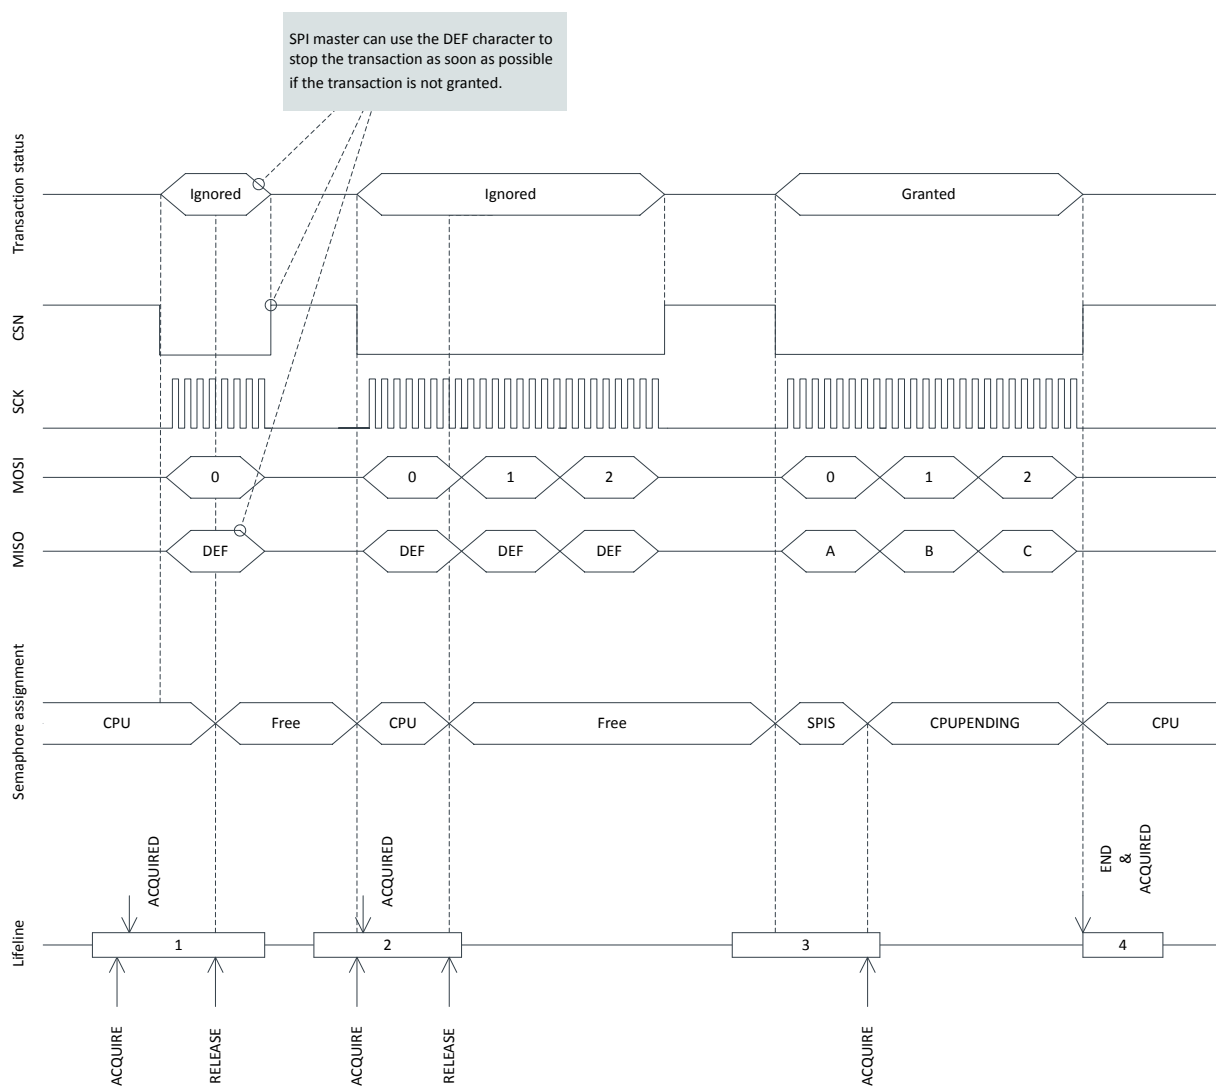 SPI master can use the DEF character to
stop the transaction as soon as possible
if the transaction is not granted.
Transaction status
Ignored
Ignored
Granted
CSN
SCK
MOSI
0
0
1
2
0
1
2
MISO
DEF
DEF
DEF
DEF
A
B
C
Semaphore assignment
CPU
Free
CPU
Free
SPIS
CPUPENDING
CPU
ACQUIRED
ACQUIRED
END
&
ACQUIRED
Lifeline
1
2
3
4
ACQUIRE
RELEASE
ACQUIRE
RELEASE
ACQUIRE